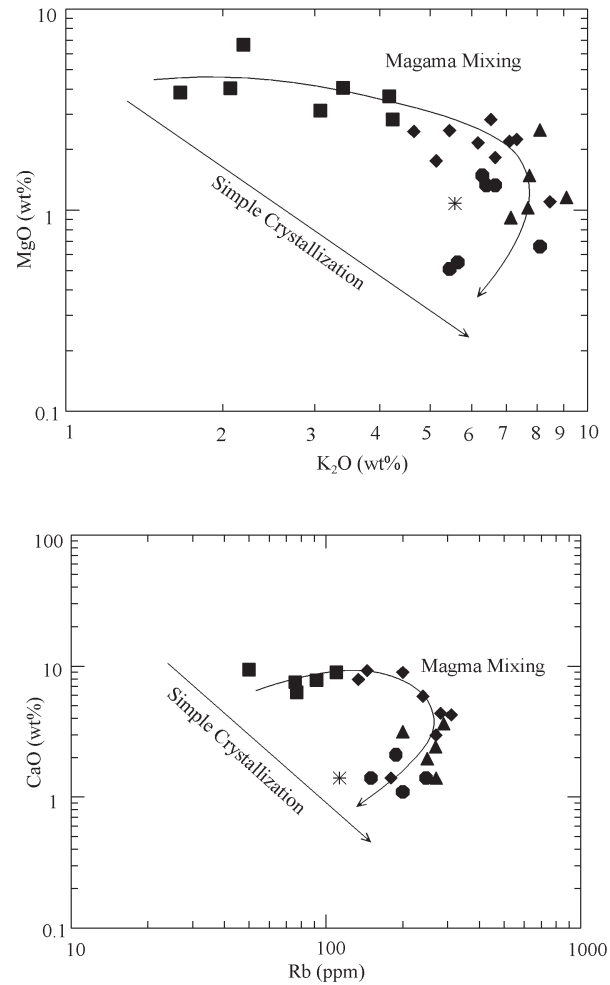 10
Magama Mixing
MgO (wt%)
1
Simple Crystallization
0.1
1
2
3
4
5
6
7
8
9
10
K₂O (wt%)
100
CaO (wt%)
10
Magma Mixing
Simple Crystallization
1
0.1
10
100
1000
Rb (ppm)